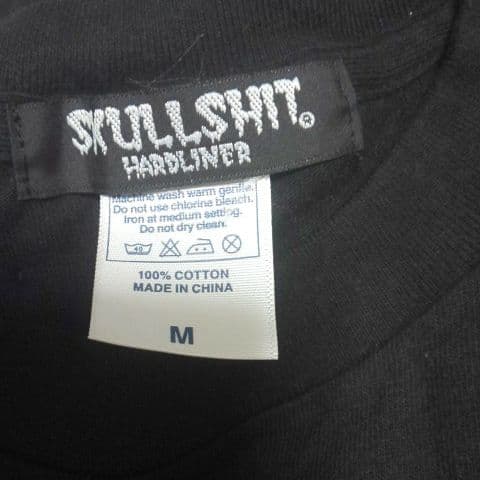 SKULLSHIT®
HARDLINER
Machine wash warm gentle.
Do not use chlorine bleach.
Iron at medium setting.
Do not dry clean.
40
100% COTTON
MADE IN CHINA
M